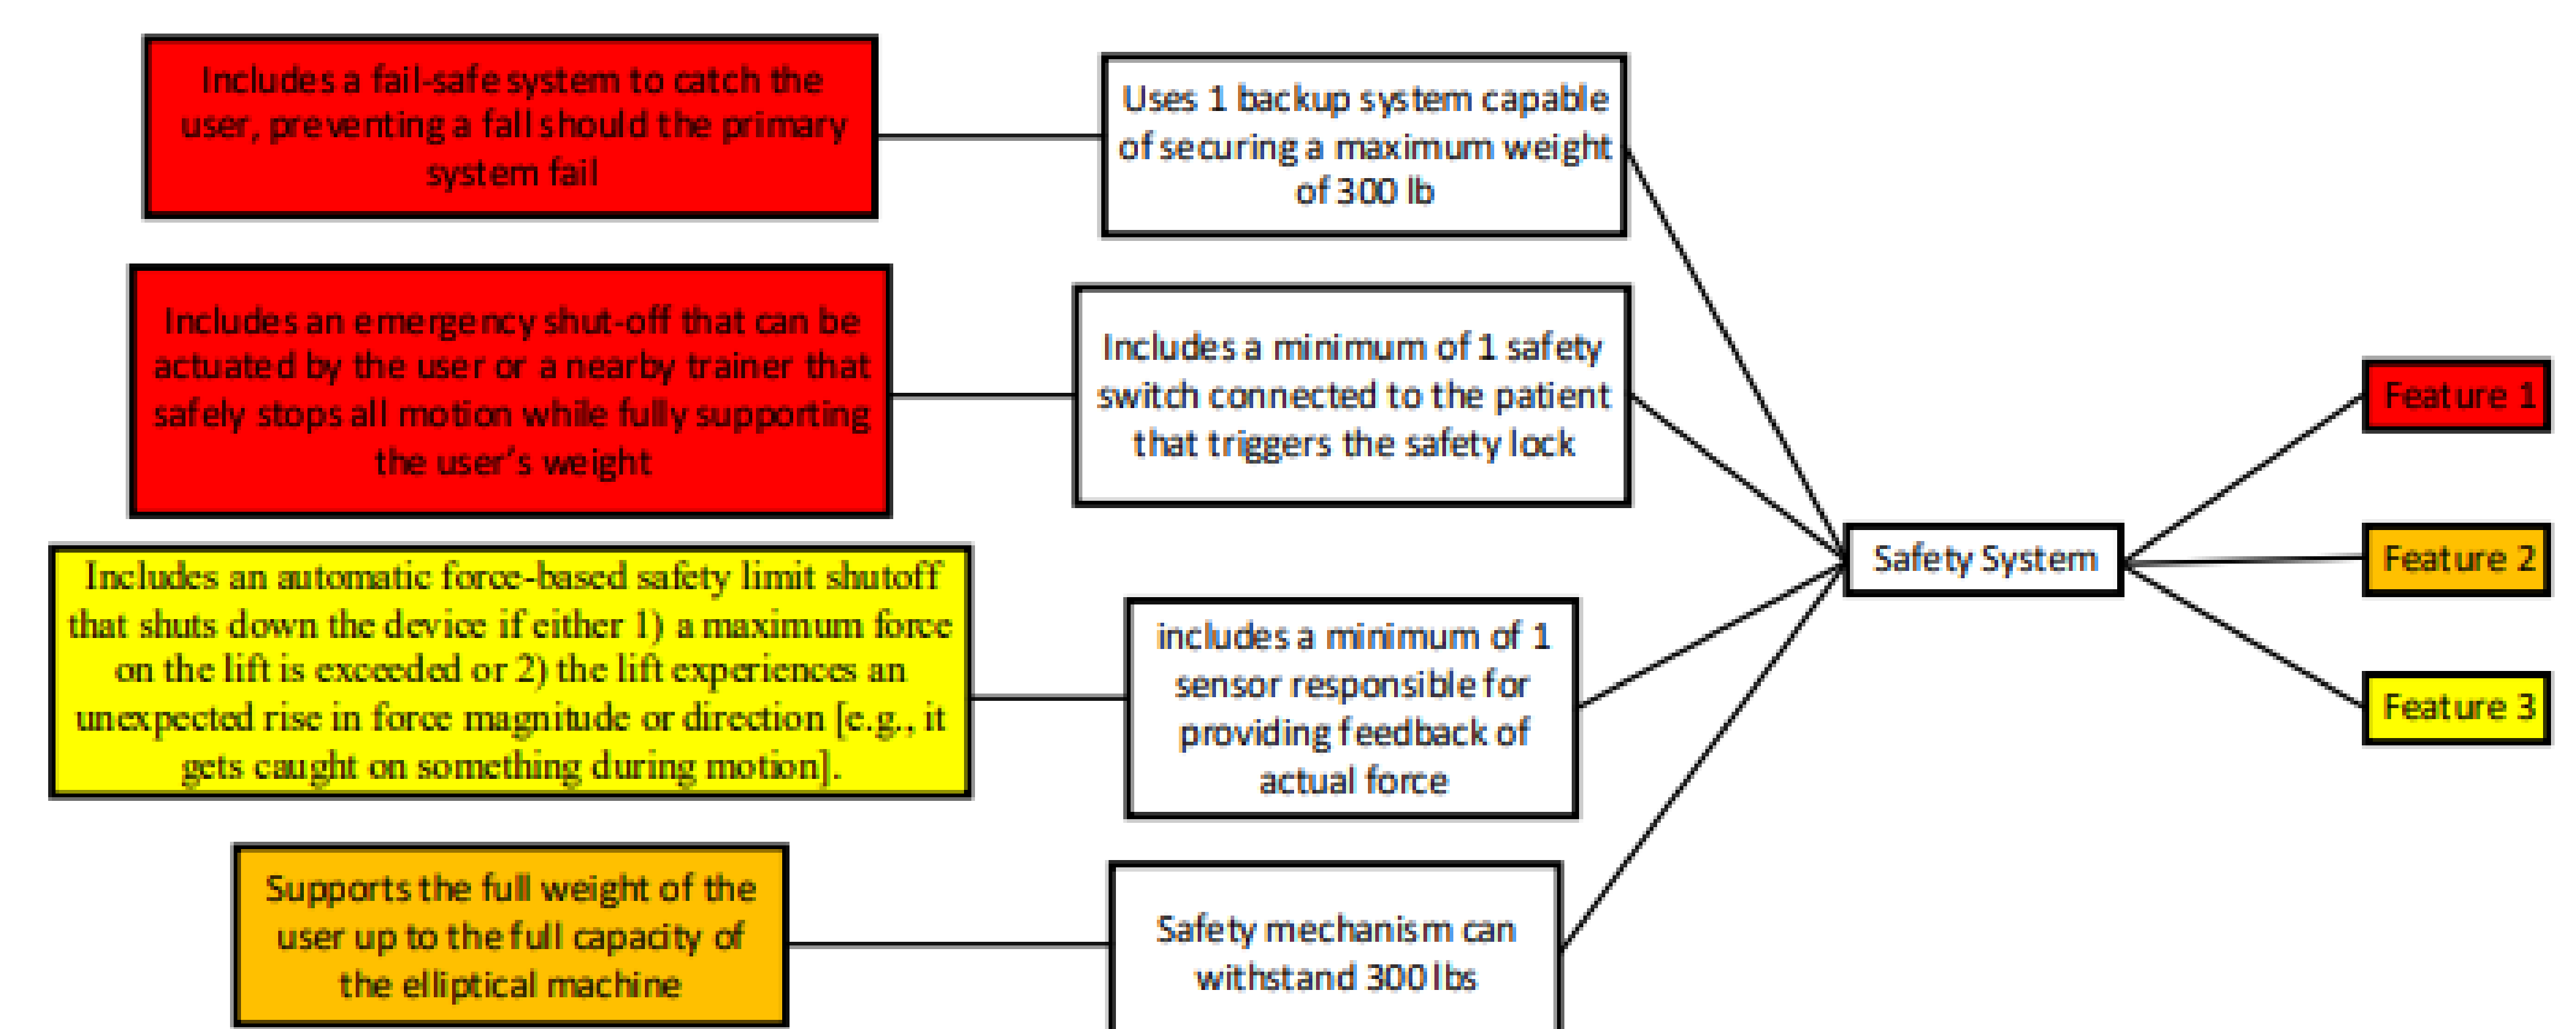 Includes a fail-safe system to catch the
user, preventing a fall should the primary
system fail
Uses 1 backup system capable
of securing a maximum weight
of 300 lb
Includes an emergency shut-off that can be
actuated by the user or a nearby trainer that
safely stops all motion while fully supporting
the user's weight
Includes a minimum of 1 safety
switch connected to the patient
that triggers the safety lock
Includes an automatic force-based safety limit shutoff
that shuts down the device if either 1) a maximum force
on the lift is exceeded or 2) the lift experiences an
unexpected rise in force magnitude or direction [e.g., it
gets caught on something during motion].
includes a minimum of 1
sensor responsible for
providing feedback of
actual force
Supports the full weight of the
user up to the full capacity of
the elliptical machine
Safety mechanism can
withstand 300 lbs
Safety System
Feature 1
Feature 2
Feature 3